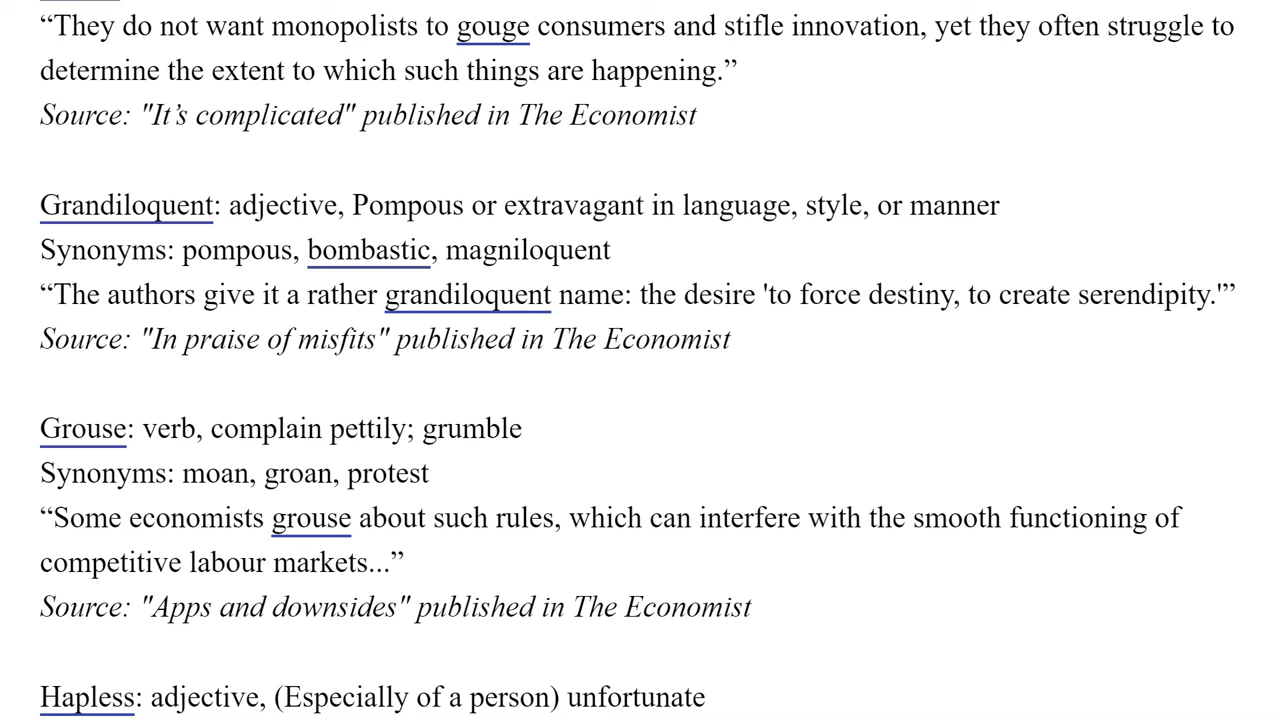 “They do not want monopolists to gouge consumers and stifle innovation, yet they often struggle to
determine the extent to which such things are happening.”
Source: "It’s complicated" published in The Economist
Grandiloquent: adjective, Pompous or extravagant in language, style, or manner
Synonyms: pompous, bombastic, magniloquent
“The authors give it a rather grandiloquent name: the desire 'to force destiny, to create serendipity.'”
Source: "In praise of misfits" published in The Economist
Grouse: verb, complain pettily; grumble
Synonyms: moan, groan, protest
“Some economists grouse about such rules, which can interfere with the smooth functioning of
competitive labour markets...”
Source: "Apps and downsides" published in The Economist
Hapless: adjective, (Especially of a person) unfortunate